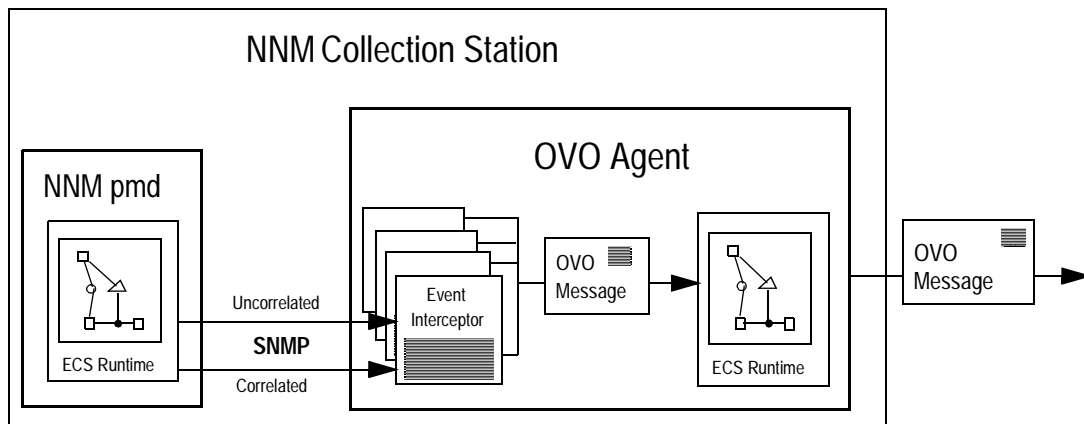 NNM Collection Station
OVO Agent
NNM pmd
ECS Runtime
Uncorrelated
SNMP
Correlated
Event
Interceptor
OVO
Message
ECS Runtime
OVO
Message